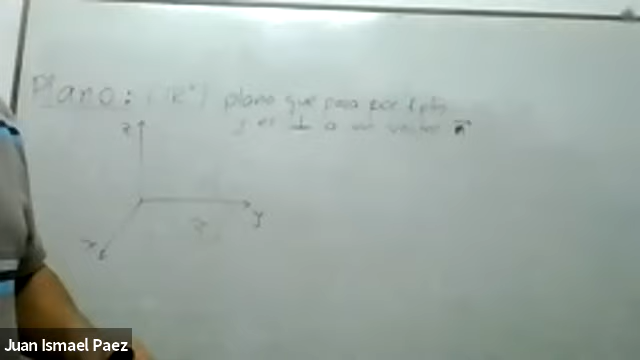 Plano: (R³) plano que pasa por
y es ⊥ a un vector n⃗
z
y
x
Juan Ismael Paez